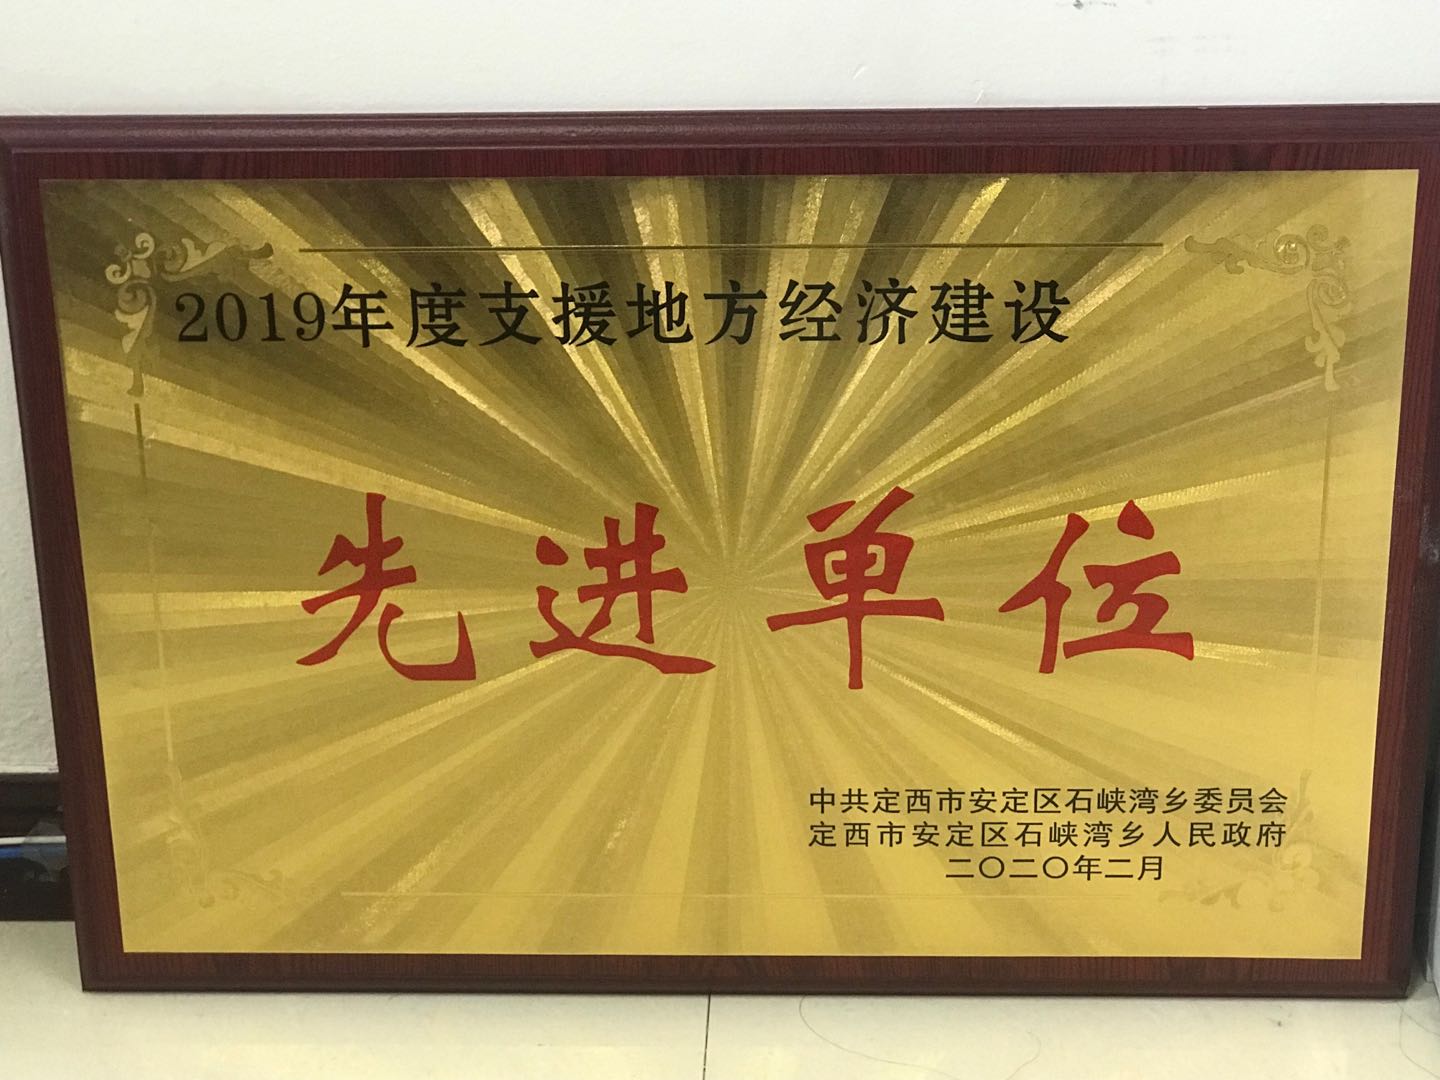 2019年度支援地方经济建设
先进单位
中共定西市安定区石峡湾乡委员会
定西市安定区石峡湾乡人民政府
二〇二〇年二月